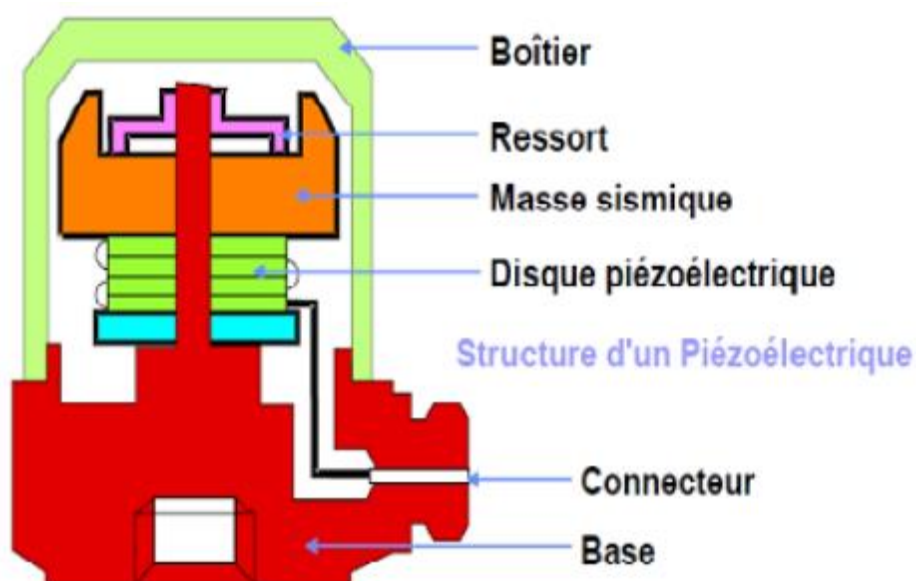 Boîtier
Ressort
Masse sismique
Disque piézoélectrique
Structure d'un Piézoélectrique
Connecteur
Base